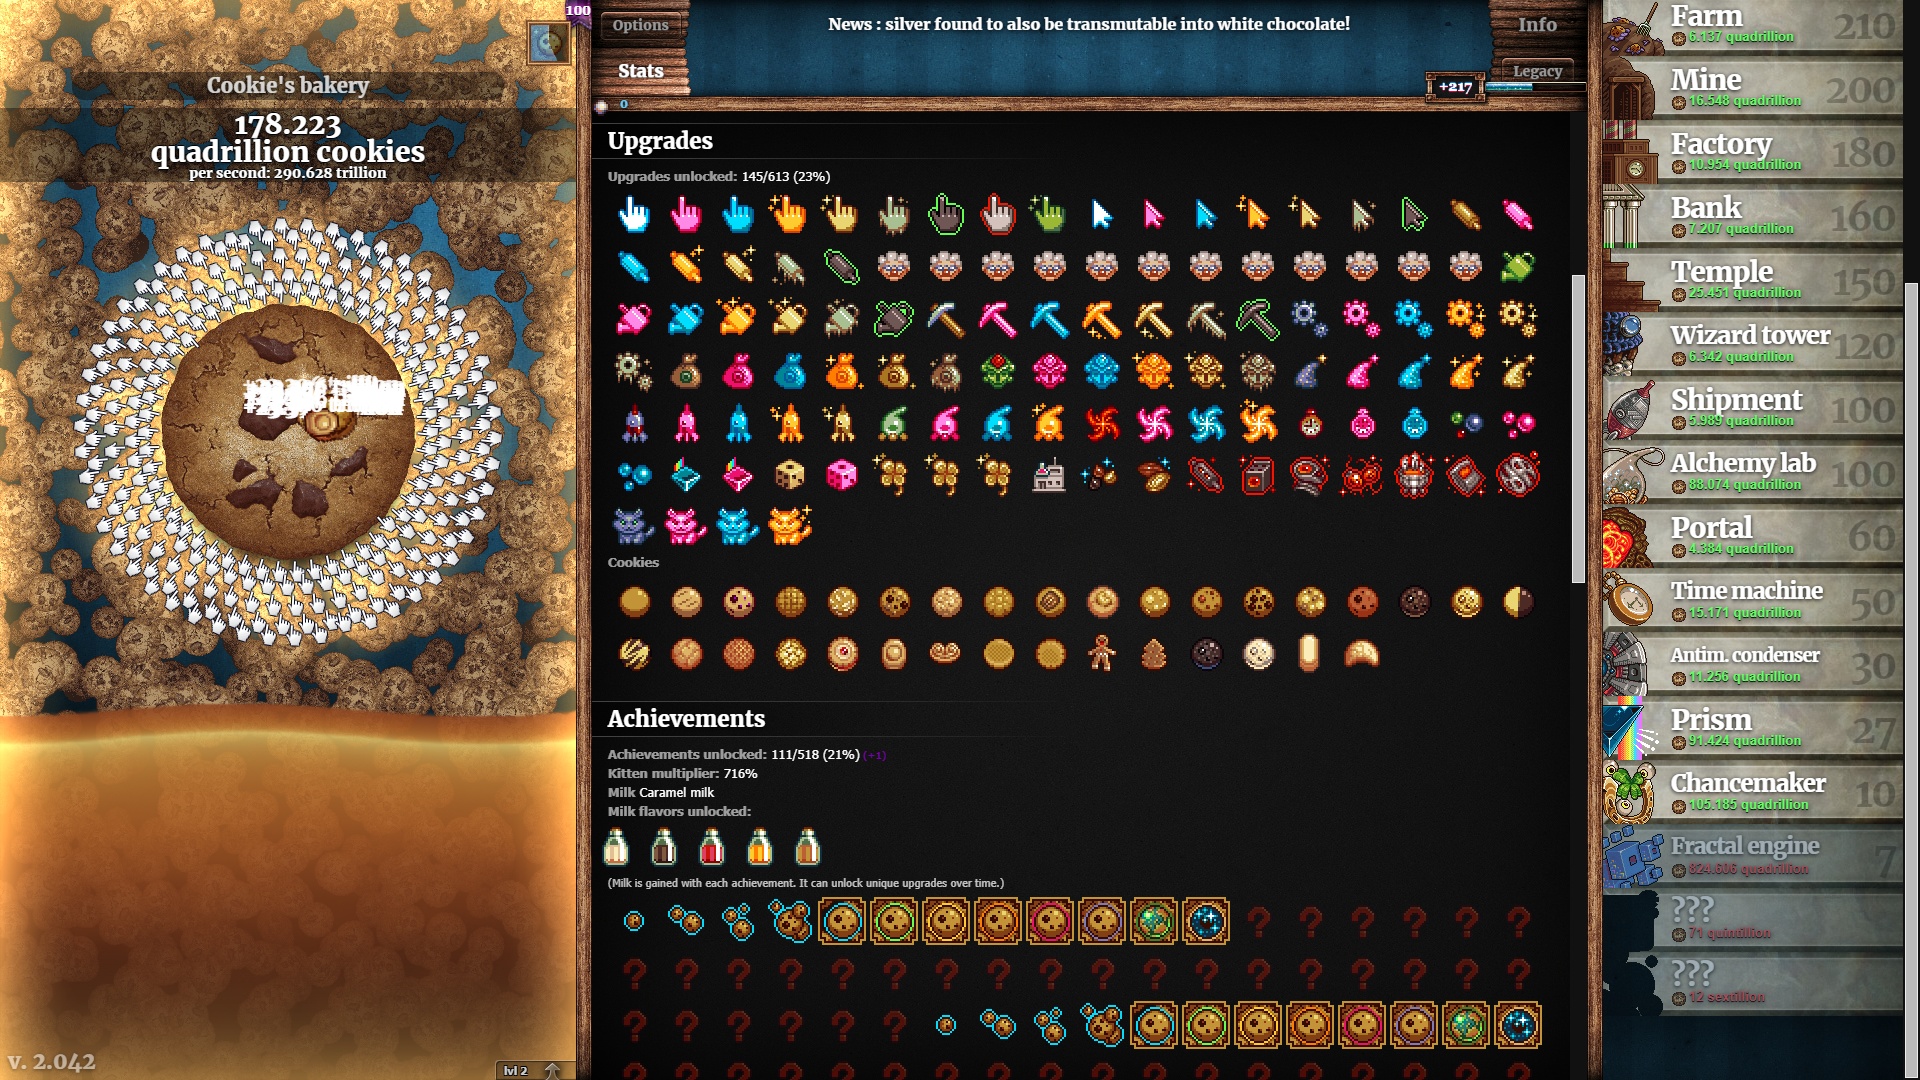 100
Cookie's bakery
178.223
quadrillion cookies
per second: 290.628 trillion
v. 2.042
lvl 2
Options
Stats
News : silver found to also be transmutable into white chocolate!
Info
Legacy
+217
0
Upgrades
Upgrades unlocked: 145/613 (23%)
Cookies
Achievements
Achievements unlocked: 111/518 (21%) (+1)
Kitten multiplier: 716%
Milk Caramel milk
Milk flavors unlocked:
(Milk is gained with each achievement. It can unlock unique upgrades over time.)
? ? ? ? ? ?
? ? ? ? ? ? ? ? ? ? ? ? ? ? ? ? ? ?
? ? ? ? ? ?
? ? ? ? ? ? ? ? ? ? ? ? ? ? ? ? ? ?
Farm 210
6.137 quadrillion
Mine 200
16.548 quadrillion
Factory 180
10.954 quadrillion
Bank 160
7.207 quadrillion
Temple 150
25.451 quadrillion
Wizard tower 120
6.342 quadrillion
Shipment 100
5.989 quadrillion
Alchemy lab 100
88.074 quadrillion
Portal 60
4.384 quadrillion
Time machine 50
15.171 quadrillion
Antim. condenser 30
11.256 quadrillion
Prism 27
91.424 quadrillion
Chancemaker 10
105.185 quadrillion
Fractal engine 7
824.606 quadrillion
???
71 quintillion
???
12 sextillion